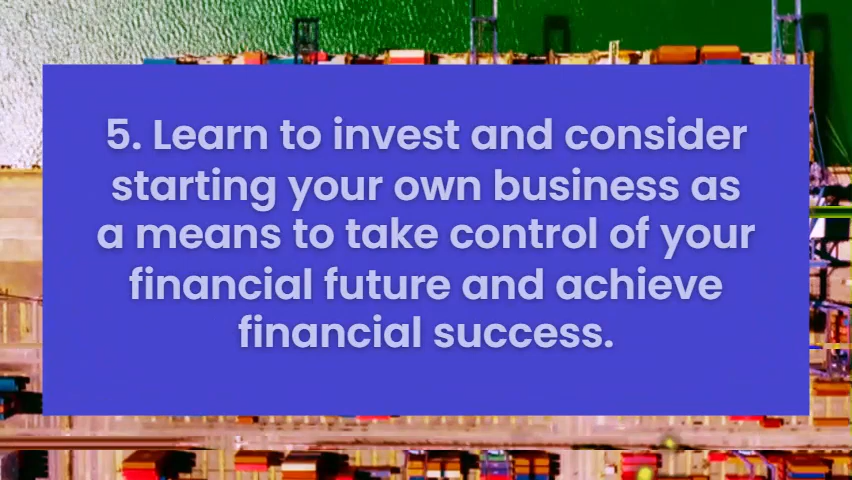 5. Learn to invest and consider
starting your own business as
a means to take control of your
financial future and achieve
financial success.